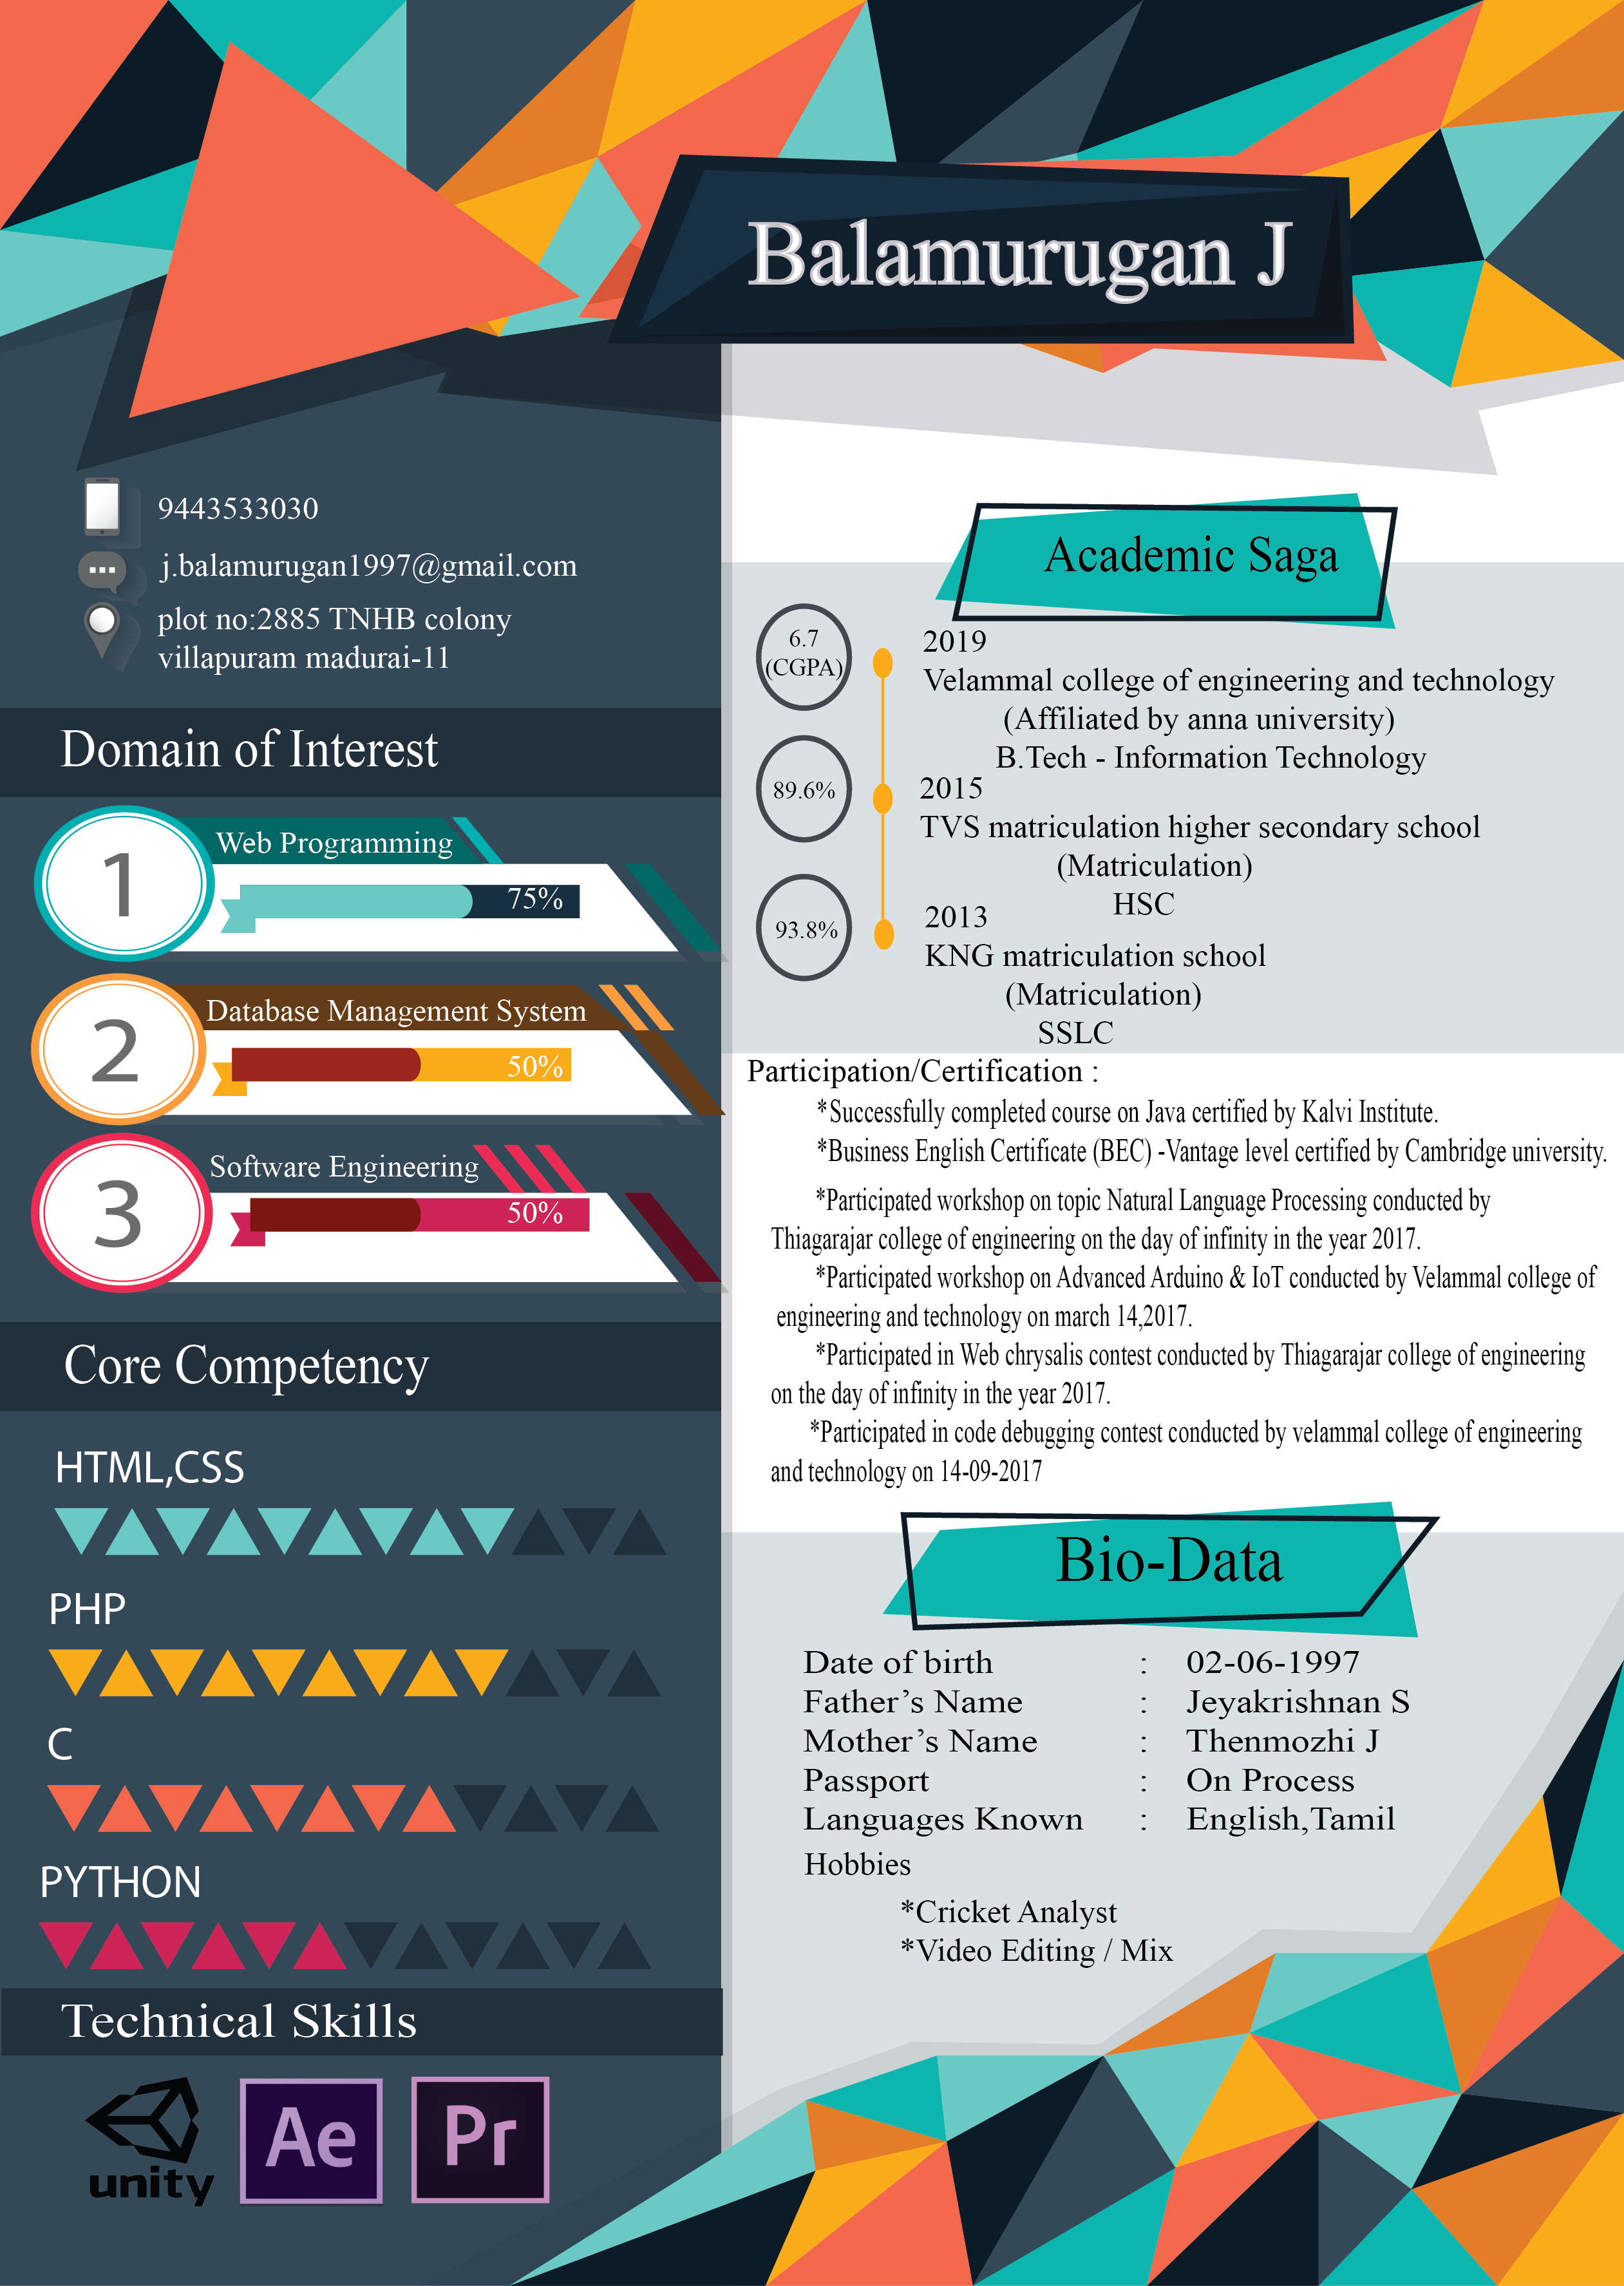 Balamurugan J
9443533030
j.balamurugan1997@gmail.com
plot no:2885 TNHB colony
villapuram madurai-11
Domain of Interest
1
Web Programming
75%
2
Database Management System
50%
3
Software Engineering
50%
Core Competency
HTML,CSS
PHP
C
PYTHON
Technical Skills
unity
Ae
Pr
Academic Saga
6.7
(CGPA)
2019
Velammal college of engineering and technology
(Affiliated by anna university)
B.Tech - Information Technology
89.6%
2015
TVS matriculation higher secondary school
(Matriculation)
HSC
93.8%
2013
KNG matriculation school
(Matriculation)
SSLC
Participation/Certification :
*Successfully completed course on Java certified by Kalvi Institute.
*Business English Certificate (BEC) -Vantage level certified by Cambridge university.
*Participated workshop on topic Natural Language Processing conducted by
Thiagarajar college of engineering on the day of infinity in the year 2017.
*Participated workshop on Advanced Arduino & IoT conducted by Velammal college of
engineering and technology on march 14,2017.
*Participated in Web chrysalis contest conducted by Thiagarajar college of engineering
on the day of infinity in the year 2017.
*Participated in code debugging contest conducted by velammal college of engineering
and technology on 14-09-2017
Bio-Data
Date of birth : 02-06-1997
Father’s Name : Jeyakrishnan S
Mother’s Name : Thenmozhi J
Passport : On Process
Languages Known : English,Tamil
Hobbies
*Cricket Analyst
*Video Editing / Mix